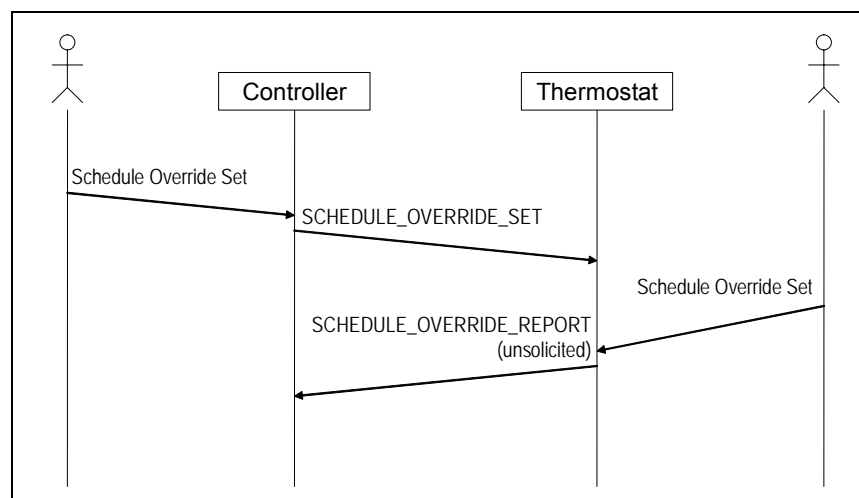 Controller
Thermostat
Schedule Override Set
SCHEDULE_OVERRIDE_SET
Schedule Override Set
SCHEDULE_OVERRIDE_REPORT
(unsolicited)